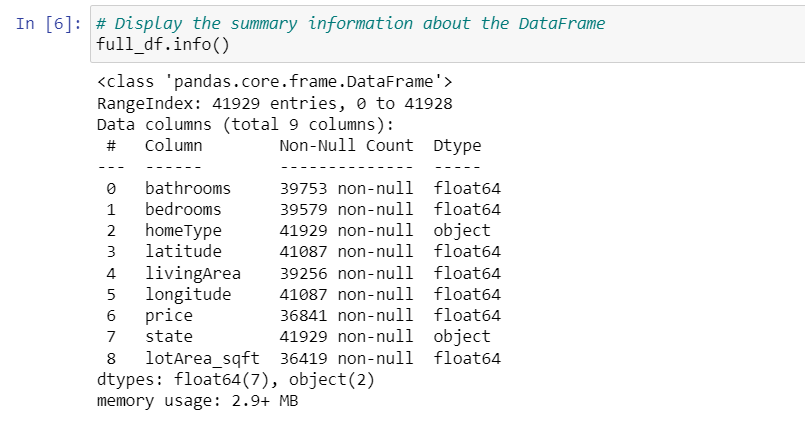 In [6]: # Display the summary information about the DataFrame
full_df.info()
<class 'pandas.core.frame.DataFrame'>
RangeIndex: 41929 entries, 0 to 41928
Data columns (total 9 columns):
 #   Column       Non-Null Count  Dtype
---  ------       --------------  -----
 0   bathrooms    39753 non-null  float64
 1   bedrooms     39579 non-null  float64
 2   homeType     41929 non-null  object
 3   latitude     41087 non-null  float64
 4   livingArea   39256 non-null  float64
 5   longitude    41087 non-null  float64
 6   price        36841 non-null  float64
 7   state        41929 non-null  object
 8   lotArea_sqft 36419 non-null  float64
dtypes: float64(7), object(2)
memory usage: 2.9+ MB